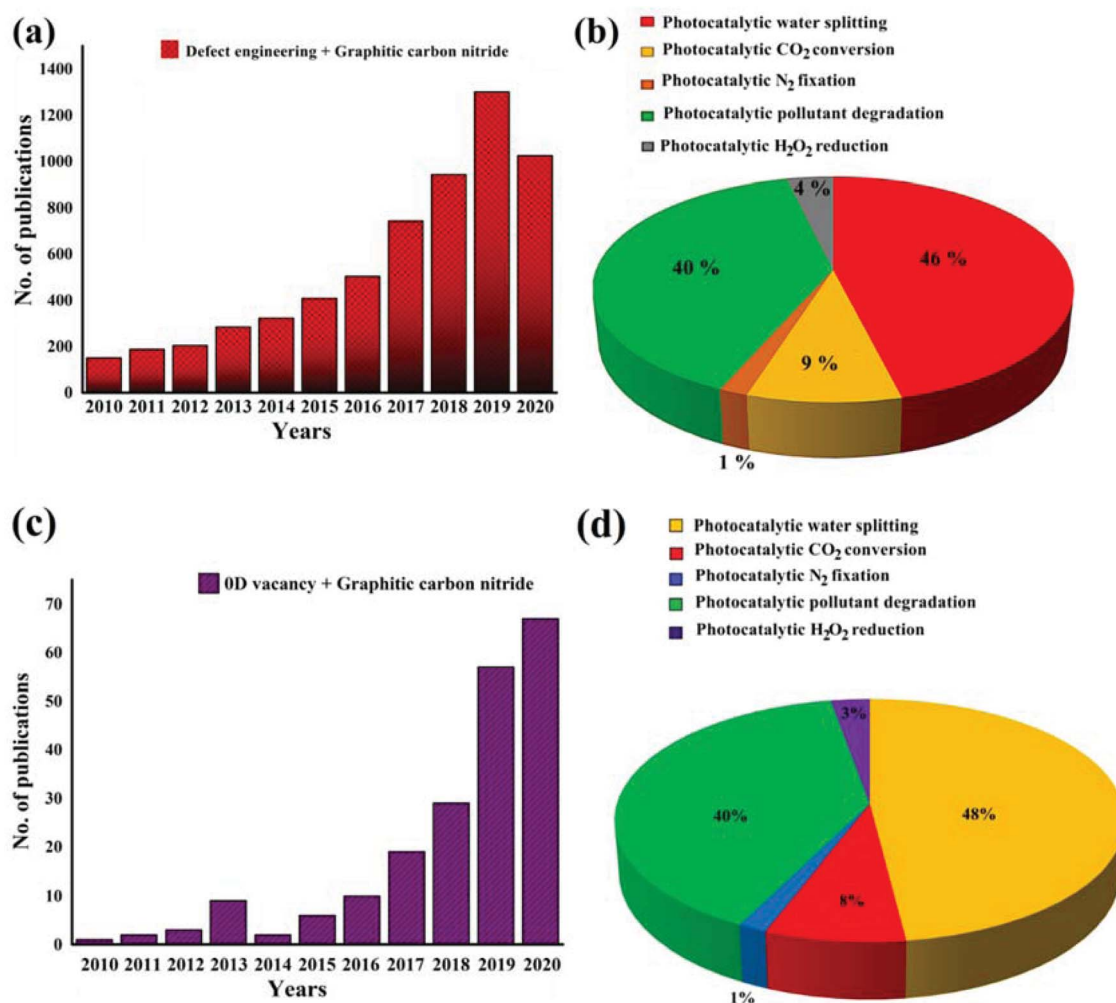 (a)
Defect engineering + Graphitic carbon nitride
1400
1200
1000
800
600
400
200
0
No. of publications
2010 2011 2012 2013 2014 2015 2016 2017 2018 2019 2020
Years
(b)
Photocatalytic water splitting
Photocatalytic CO₂ conversion
Photocatalytic N₂ fixation
Photocatalytic pollutant degradation
Photocatalytic H₂O₂ reduction
4 %
40 %
46 %
9 %
1 %
(c)
0D vacancy + Graphitic carbon nitride
70
60
50
40
30
20
10
0
No. of publications
2010 2011 2012 2013 2014 2015 2016 2017 2018 2019 2020
Years
(d)
Photocatalytic water splitting
Photocatalytic CO₂ conversion
Photocatalytic N₂ fixation
Photocatalytic pollutant degradation
Photocatalytic H₂O₂ reduction
3%
40%
48%
8%
1%